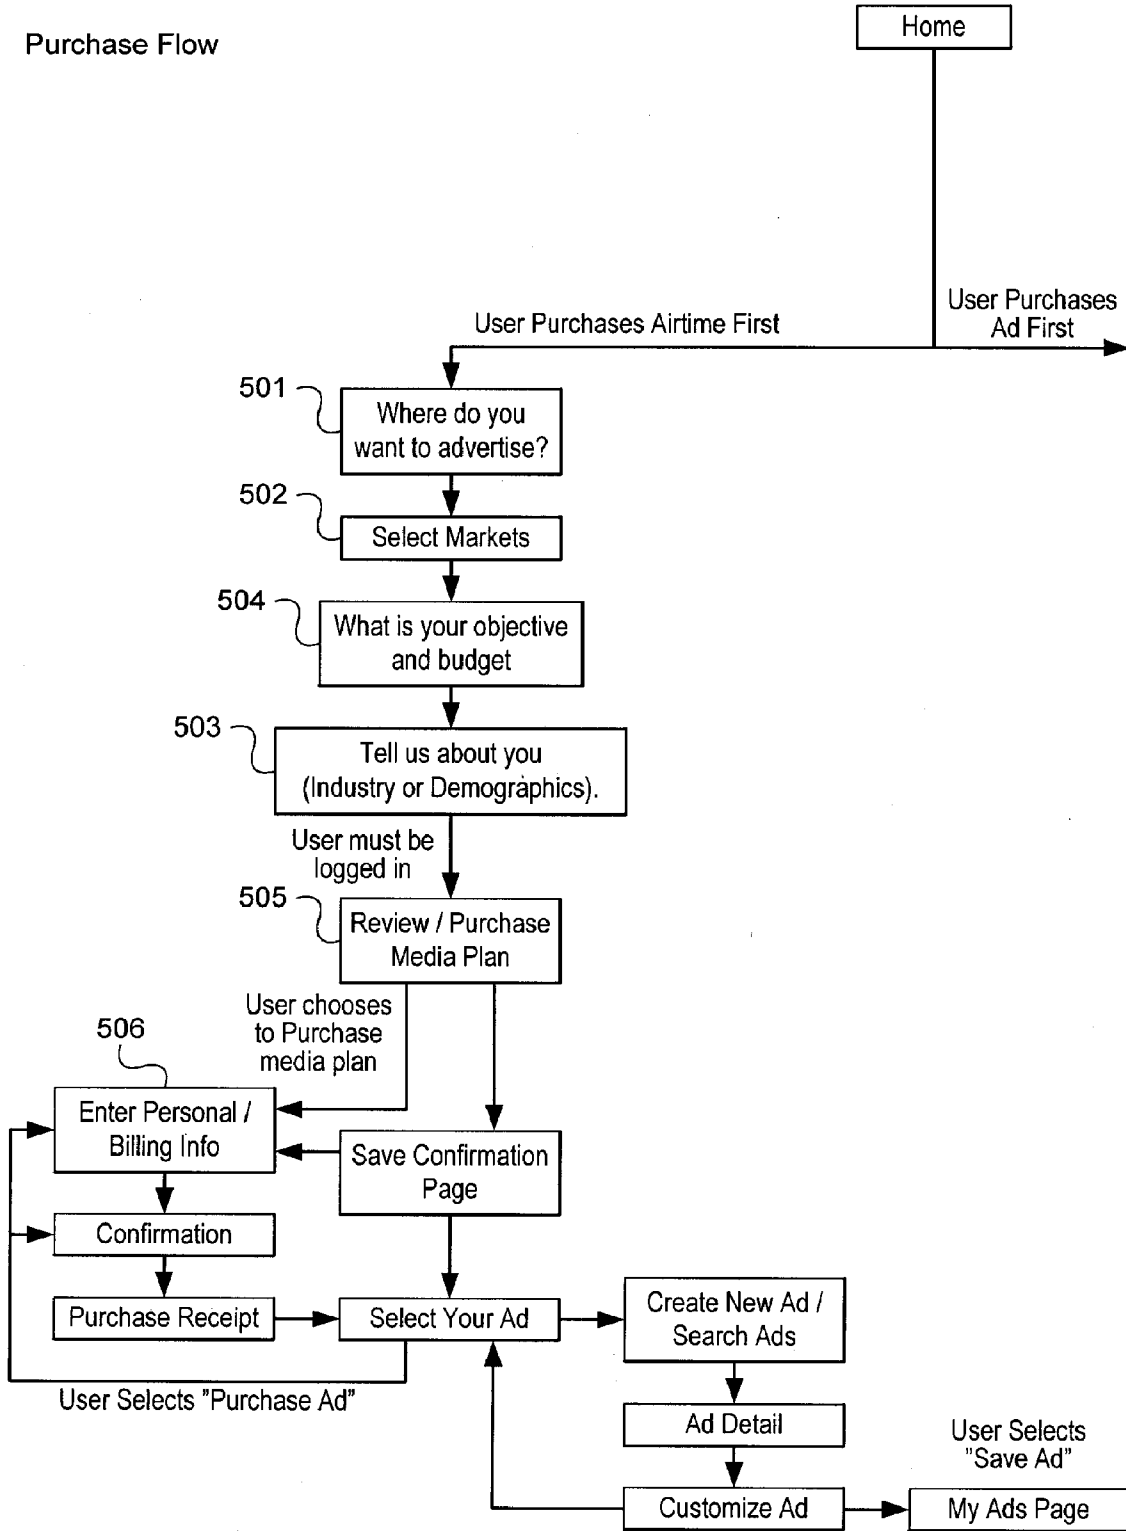 Purchase Flow
Home
User Purchases
Ad First
User Purchases Airtime First
501
Where do you
want to advertise?
502
Select Markets
504
What is your objective
and budget
503
Tell us about you
(Industry or Demographics).
User must be
logged in
505
Review / Purchase
Media Plan
User chooses
to Purchase
media plan
506
Enter Personal /
Billing Info
Save Confirmation
Page
Confirmation
Purchase Receipt
Select Your Ad
Create New Ad /
Search Ads
User Selects "Purchase Ad"
Ad Detail
User Selects
"Save Ad"
Customize Ad
My Ads Page